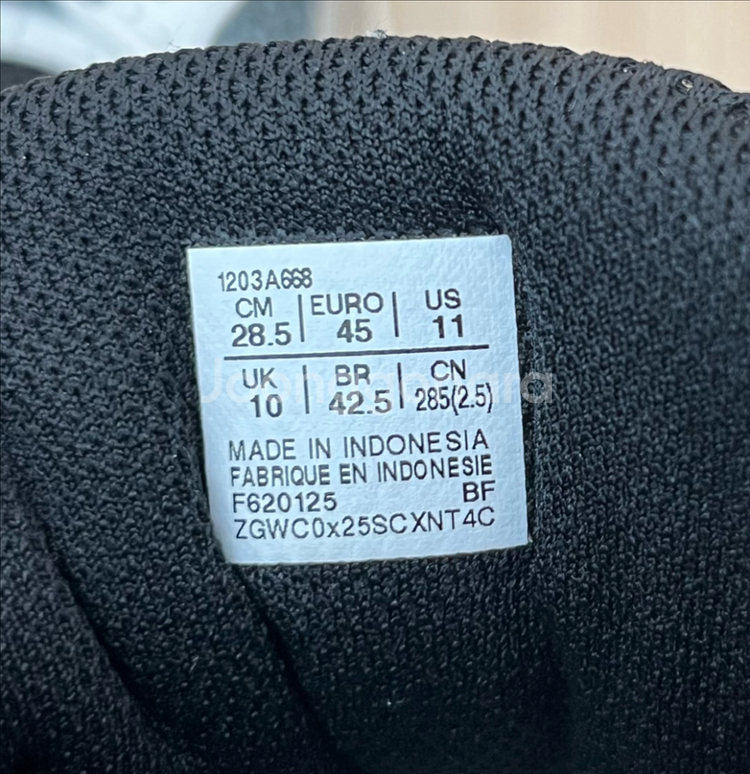 1203A668
CM | EURO | US
28.5 | 45 | 11
UK | BR | CN
10 | 42.5 | 285(2.5)
MADE IN INDONESIA
FABRIQUE EN INDONESIE
F620125 BF
ZGWC0x25SCXNT4C